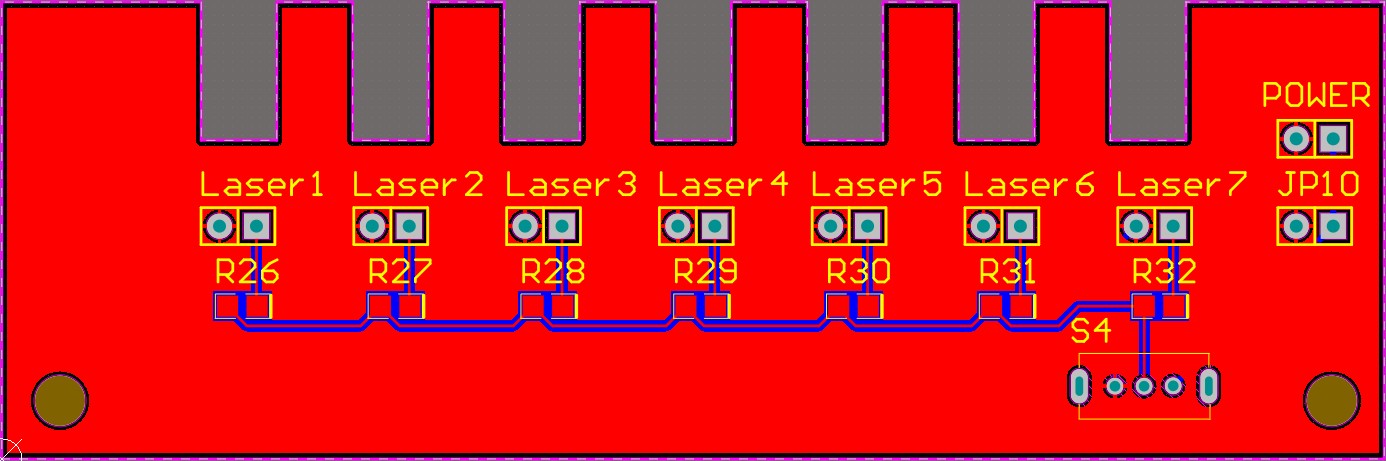 POWER
Laser1 Laser2 Laser3 Laser4 Laser5 Laser6 Laser7 JP10
R26 R27 R28 R29 R30 R31 R32
S4